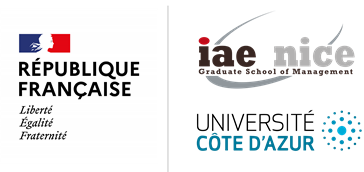 RÉPUBLIQUE
FRANÇAISE
Liberté
Égalité
Fraternité
iae nice
Graduate School of Management
UNIVERSITÉ
CÔTE D'AZUR